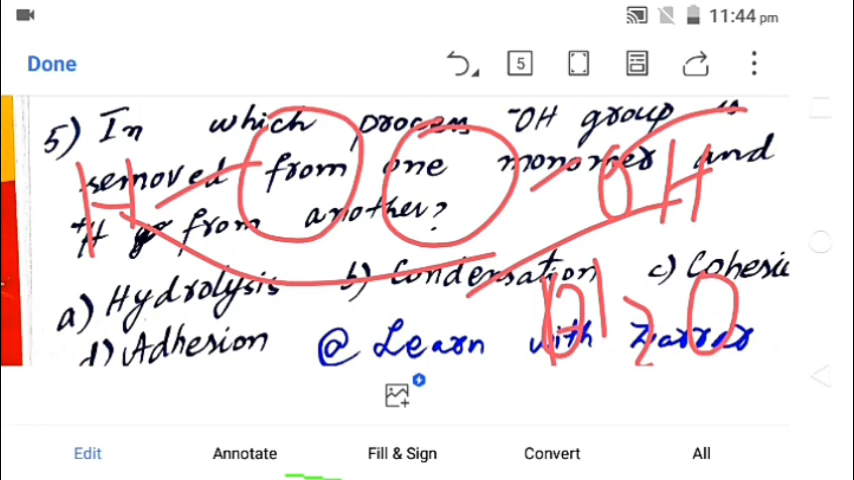 11:44 pm
Done
5
5) In which process -OH group is
removed from one monomer and
+H from another?
a) Hydrolysis b) Condensation c) Cohesi
d) Adhesion @ Learn with
H OH
H2O
Edit Annotate Fill & Sign Convert All